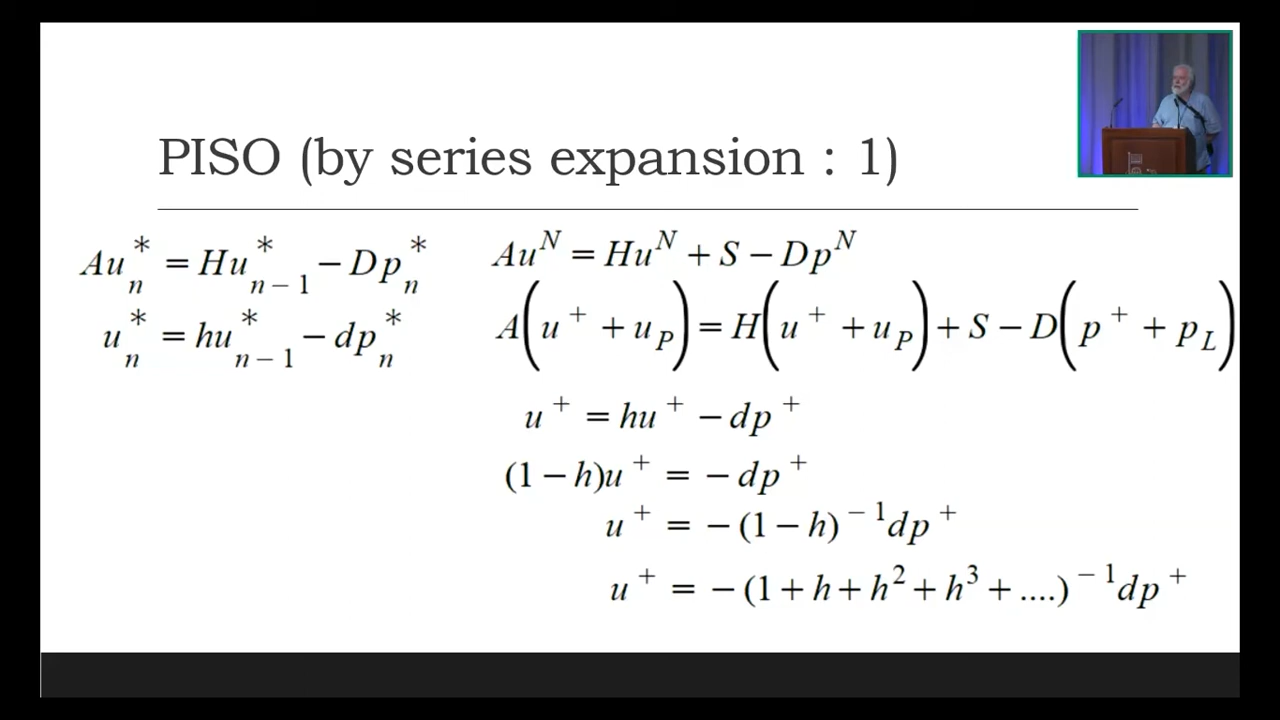 PISO (by series expansion : 1)
Au*_n = Hu*_{n−1} − Dp*_n
u*_n = hu*_{n−1} − dp*_n
Au^N = Hu^N + S − Dp^N
A(u^+ + u_P) = H(u^+ + u_P) + S − D(p^+ + p_L)
u^+ = hu^+ − dp^+
(1 − h)u^+ = − dp^+
u^+ = − (1 − h)^{−1}dp^+
u^+ = − (1 + h + h^2 + h^3 + ....)^{−1}dp^+